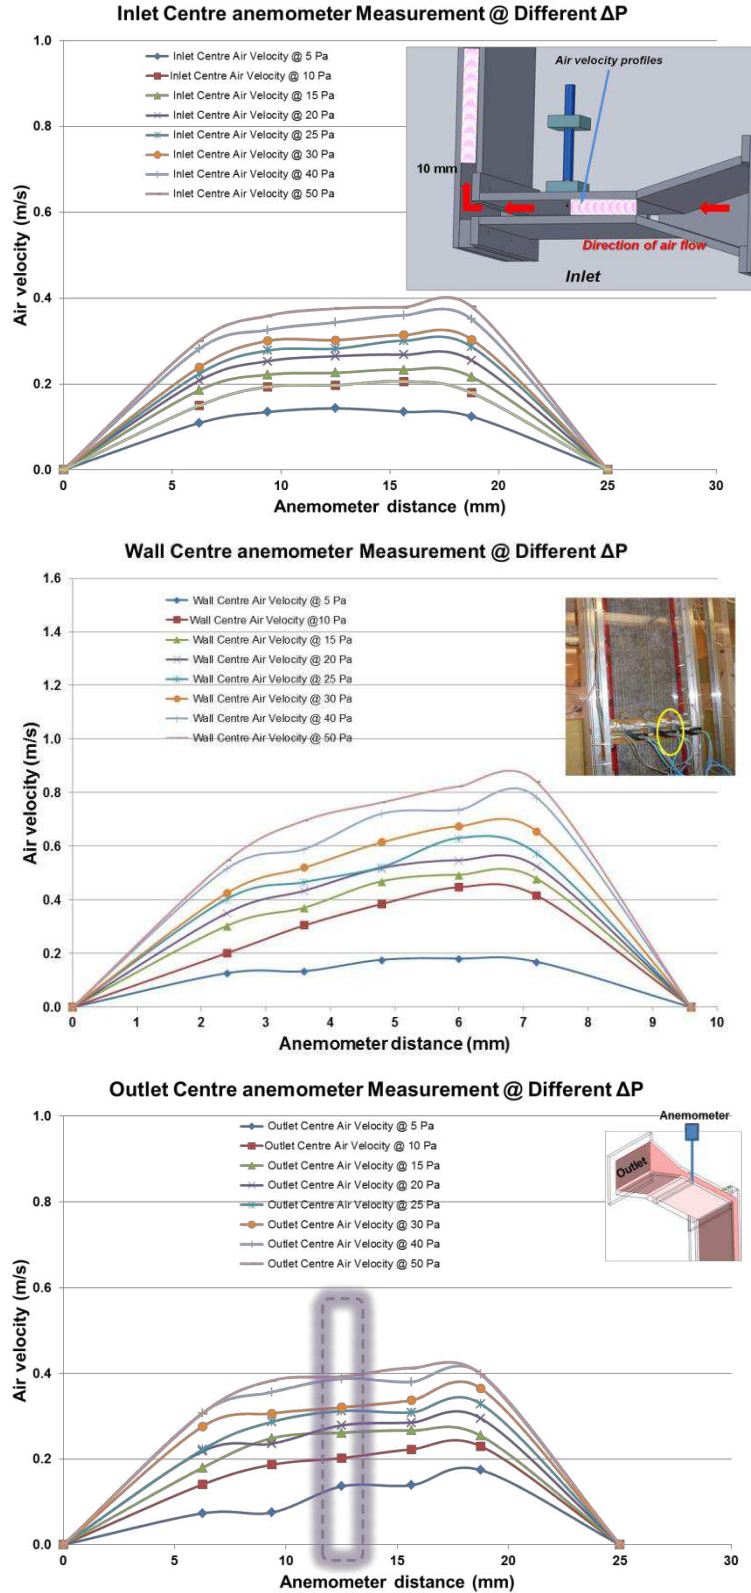 Inlet Centre anemometer Measurement @ Different ΔP
1.0
0.8
0.6
0.4
0.2
0.0
Air velocity (m/s)
Inlet Centre Air Velocity @ 5 Pa
Inlet Centre Air Velocity @ 10 Pa
Inlet Centre Air Velocity @ 15 Pa
Inlet Centre Air Velocity @ 20 Pa
Inlet Centre Air Velocity @ 25 Pa
Inlet Centre Air Velocity @ 30 Pa
Inlet Centre Air Velocity @ 40 Pa
Inlet Centre Air Velocity @ 50 Pa
Air velocity profiles
10 mm
Direction of air flow
Inlet
0 5 10 15 20 25 30
Anemometer distance (mm)
Wall Centre anemometer Measurement @ Different ΔP
1.6
1.4
1.2
1.0
0.8
0.6
0.4
0.2
0.0
Air velocity (m/s)
Wall Centre Air Velocity @ 5 Pa
Wall Centre Air Velocity @10 Pa
Wall Centre Air Velocity @ 15 Pa
Wall Centre Air Velocity @ 20 Pa
Wall Centre Air Velocity @ 25 Pa
Wall Centre Air Velocity @ 30 Pa
Wall Centre Air Velocity @ 40 Pa
Wall Centre Air Velocity @ 50 Pa
0 1 2 3 4 5 6 7 8 9 10
Anemometer distance (mm)
Outlet Centre anemometer Measurement @ Different ΔP
1.0
0.8
0.6
0.4
0.2
0.0
Air velocity (m/s)
Outlet Centre Air Velocity @ 5 Pa
Outlet Centre Air Velocity @ 10 Pa
Outlet Centre Air Velocity @ 15 Pa
Outlet Centre Air Velocity @ 20 Pa
Outlet Centre Air Velocity @ 25 Pa
Outlet Centre Air Velocity @ 30 Pa
Outlet Centre Air Velocity @ 40 Pa
Outlet Centre Air Velocity @ 50 Pa
Anemometer
Outlet
0 5 10 15 20 25 30
Anemometer distance (mm)